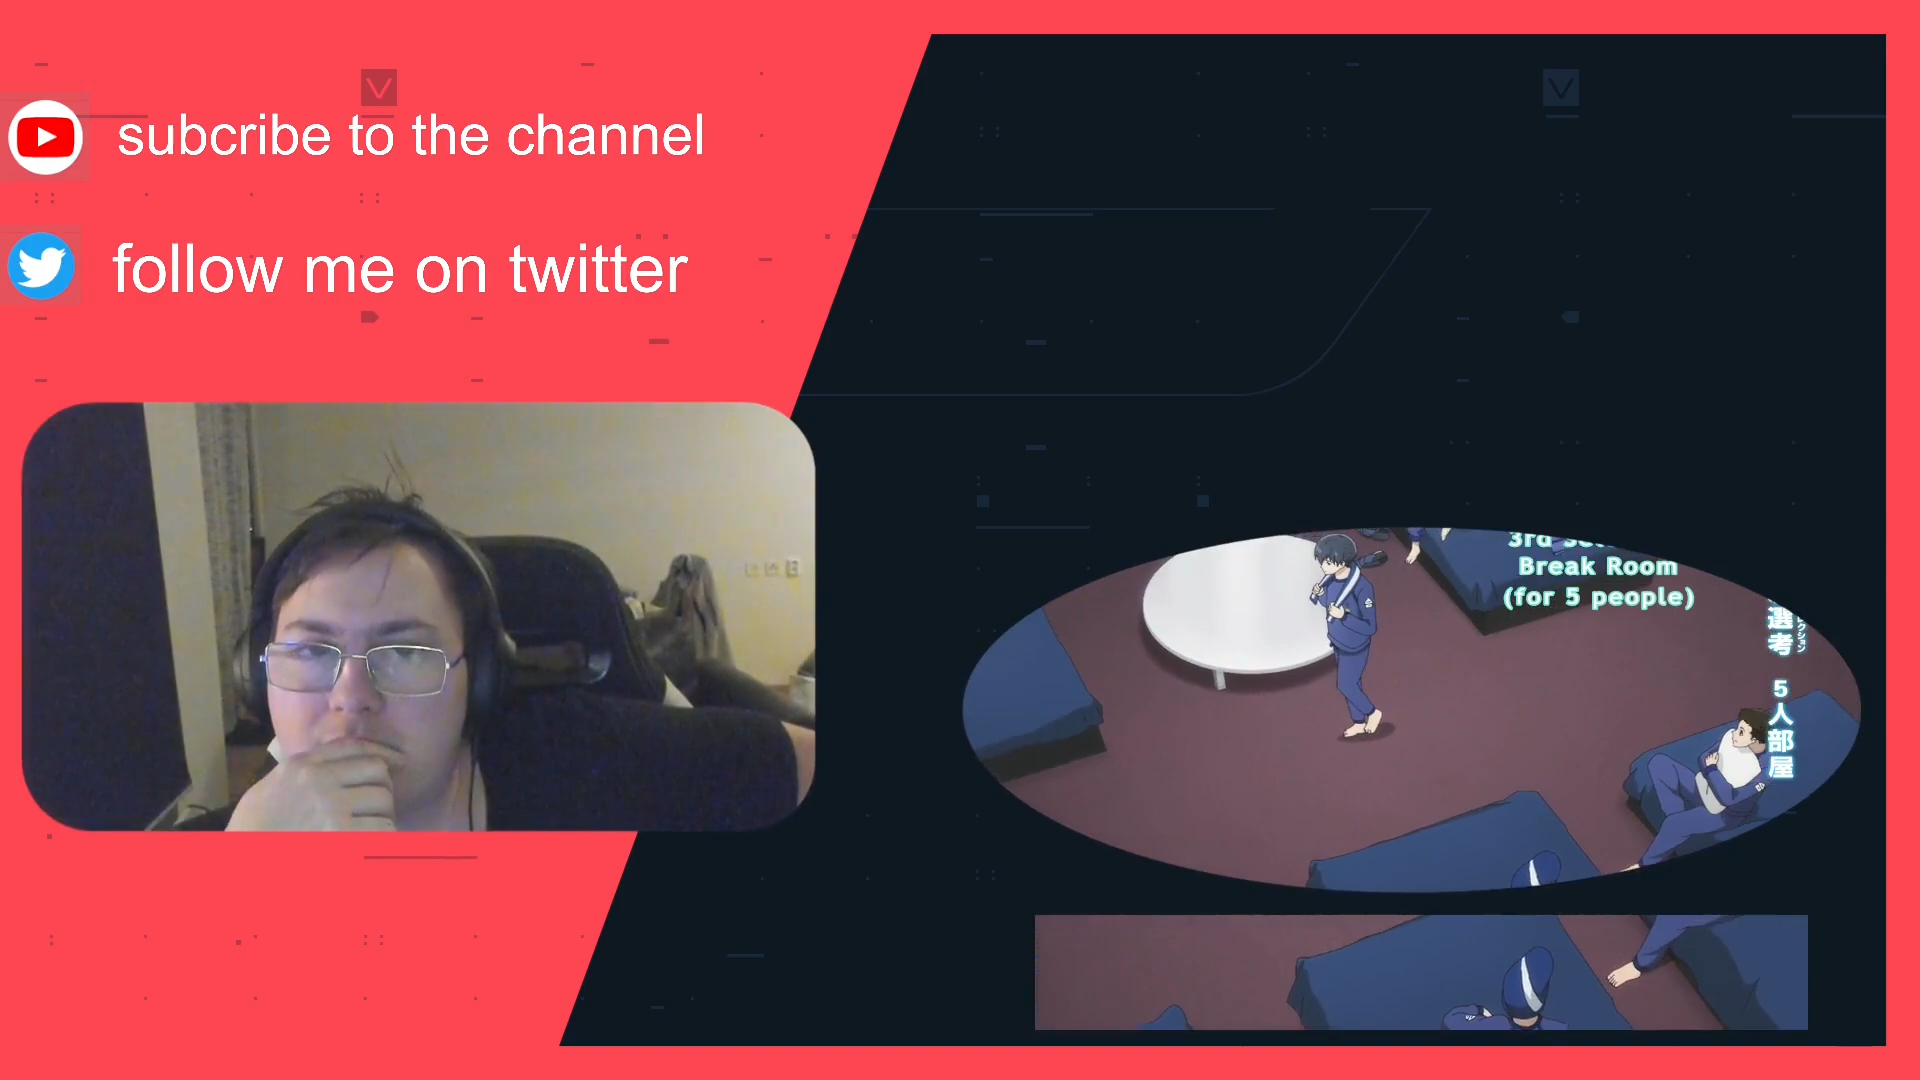 subcribe to the channel
follow me on twitter
3rd
Break Room
(for 5 people)
選考 5人部屋